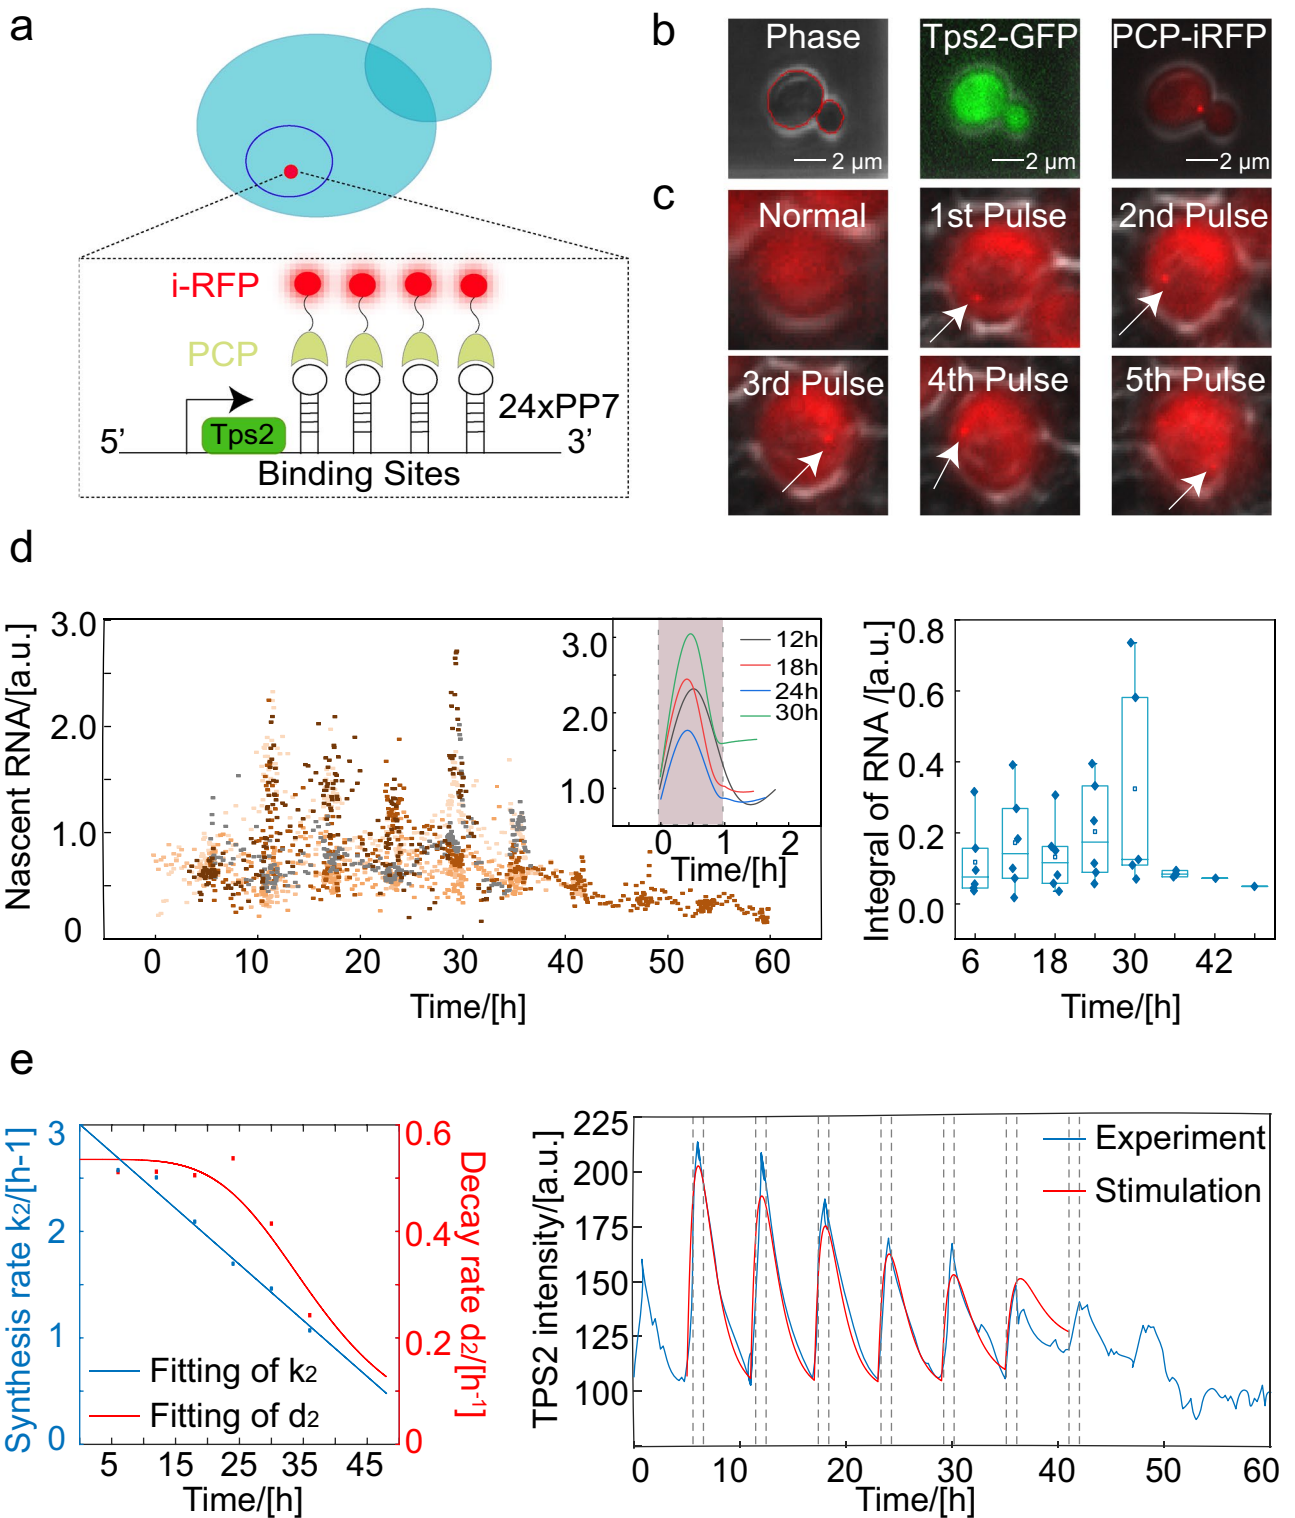 a
i-RFP
PCP
24xPP7
Tps2
5’
3’
Binding Sites
b
Phase
Tps2-GFP
PCP-iRFP
2 µm
2 µm
2 µm
c
Normal
1st Pulse
2nd Pulse
3rd Pulse
4th Pulse
5th Pulse
d
Nascent RNA/[a.u.]
3.0
2.0
1.0
0
0
10
20
30
40
50
60
Time/[h]
3.0
2.0
1.0
0
1
2
Time/[h]
12h
18h
24h
30h
Integral of RNA /[a.u.]
0.8
0.6
0.4
0.2
0.0
6
18
30
42
Time/[h]
e
Synthesis rate k2/[h-1]
3
2
1
0
0.6
0.4
0.2
0
Decay rate d2/[h-1]
Fitting of k2
Fitting of d2
5
15
25
35
45
Time/[h]
TPS2 intensity/[a.u.]
225
200
175
150
125
100
Experiment
Stimulation
0
10
20
30
40
50
60
Time/[h]